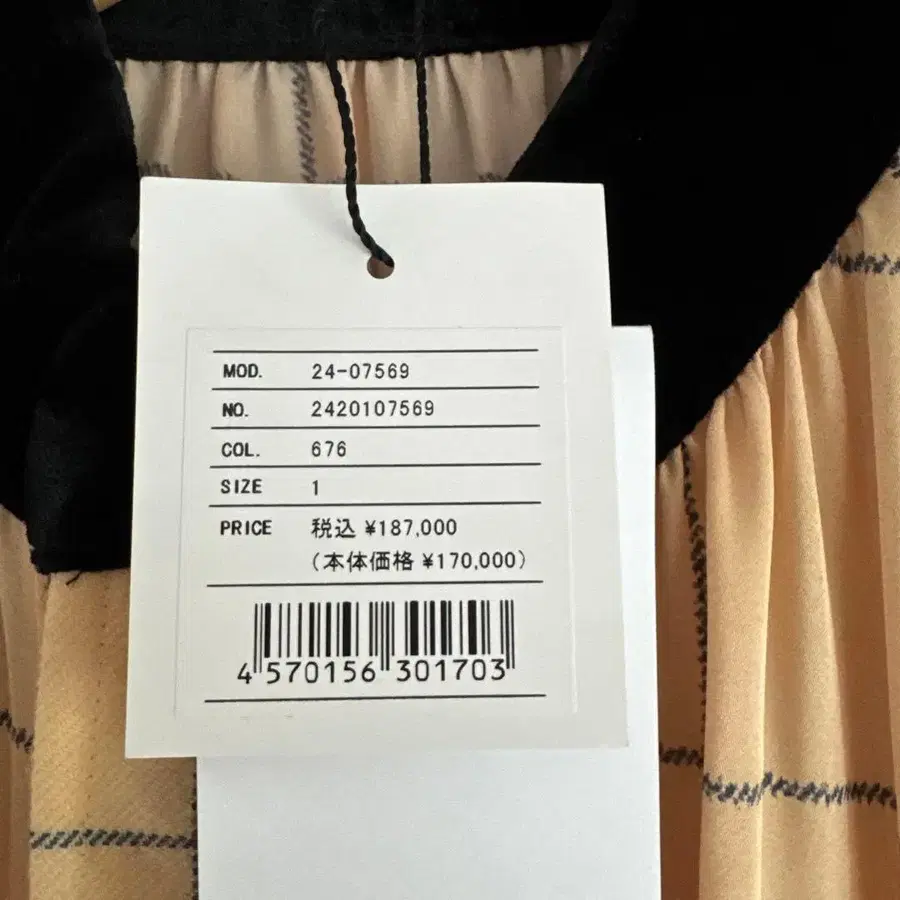 MOD. 24-07569
NO. 2420107569
COL. 676
SIZE 1
PRICE 税込 ¥187,000
(本体価格 ¥170,000)
4 570156 301703